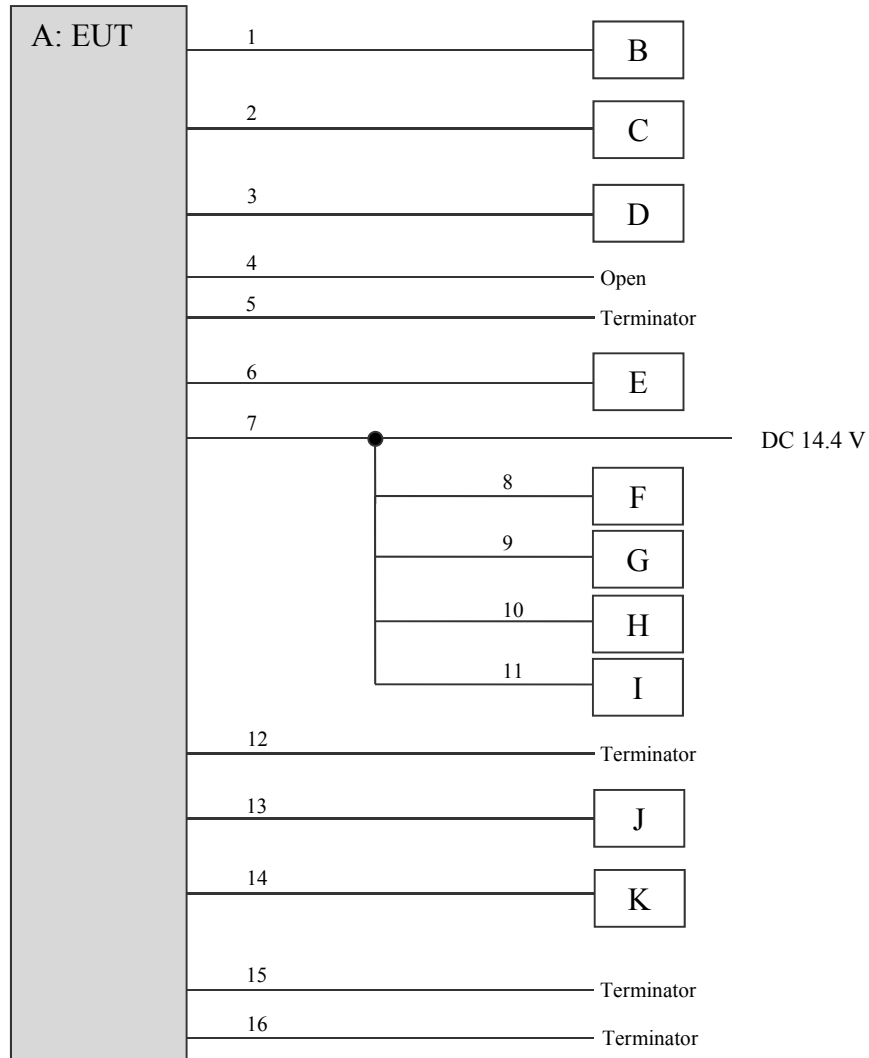 A: EUT
1
B
2
C
3
D
4
Open
5
Terminator
6
E
7
DC 14.4 V
8
F
9
G
10
H
11
I
12
Terminator
13
J
14
K
15
Terminator
16
Terminator